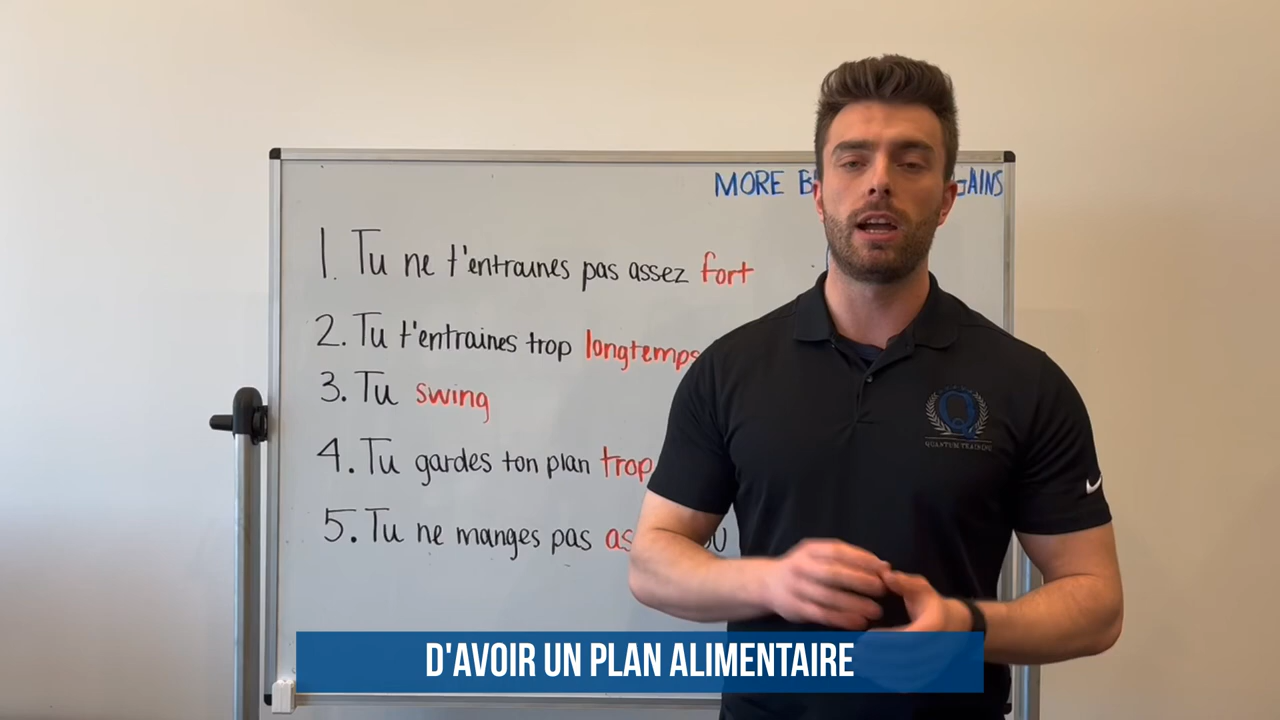 MORE GAINS
1. Tu ne t'entraines pas assez fort
2. Tu t'entraines trop longtemps
3. Tu swing
4. Tu gardes ton plan trop
5. Tu ne manges pas
QUANTUM TRAINING
D'AVOIR UN PLAN ALIMENTAIRE